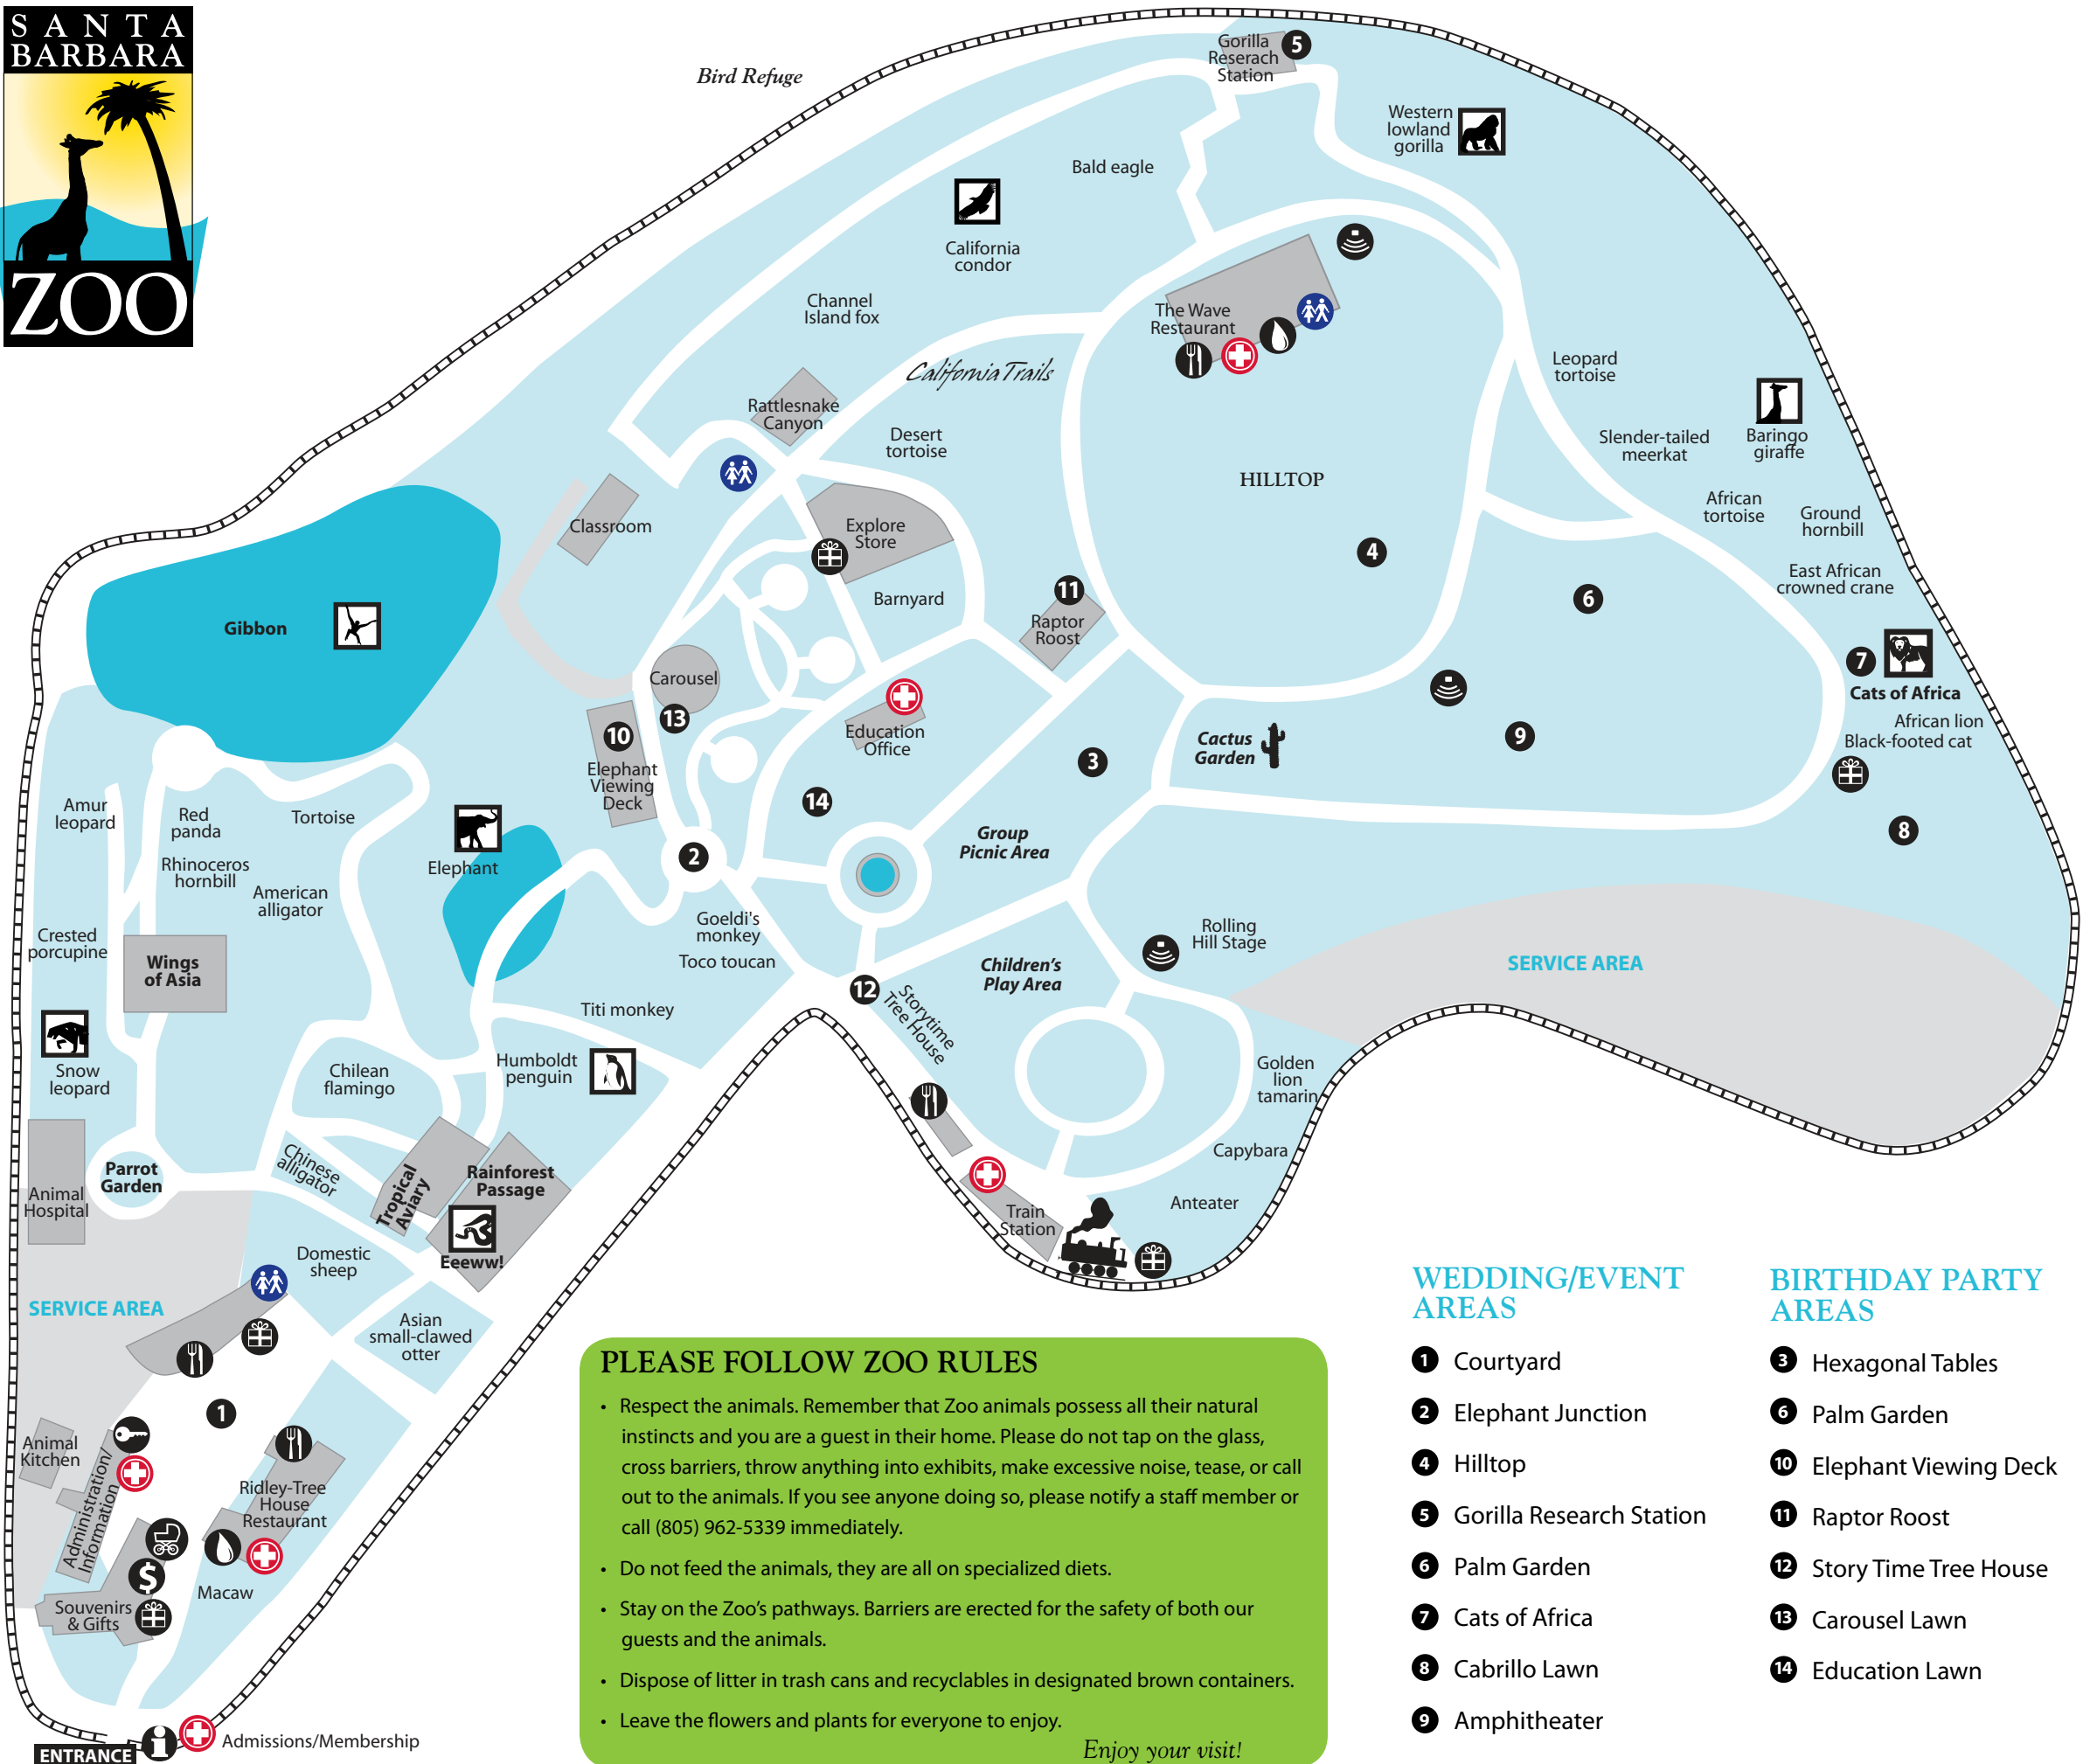 SANTA
BARBARA
ZOO
Bird Refuge
Gorilla
Reserach
Station
5
Western
lowland
gorilla
Bald eagle
California
condor
Channel
Island fox
The Wave
Restaurant
California Trails
Leopard
tortoise
Rattlesnake
Canyon
Desert
tortoise
Slender-tailed
meerkat
Baringo
giraffe
HILLTOP
African
tortoise
Ground
hornbill
Classroom
Explore
Store
4
East African
crowned crane
Barnyard
11
6
Gibbon
Raptor
Roost
7
Cats of Africa
African lion
Black-footed cat
Carousel
13
10
Elephant
Viewing
Deck
Education
Office
Cactus
Garden
9
3
14
8
Amur
leopard
Red
panda
Tortoise
Group
Picnic Area
2
Elephant
Rhinoceros
hornbill
American
alligator
Goeldi's
monkey
Toco toucan
Rolling
Hill Stage
Crested
porcupine
Wings
of Asia
Children's
Play Area
SERVICE AREA
12
Storytime
Tree House
Titi monkey
Snow
leopard
Chilean
flamingo
Humboldt
penguin
Golden
lion
tamarin
Capybara
Parrot
Garden
Chinese
alligator
Tropical
Aviary
Rainforest
Passage
Eeeww!
Animal
Hospital
Anteater
Train
Station
Domestic
sheep
SERVICE AREA
Asian
small-clawed
otter
1
Animal
Kitchen
Administration/
Information
Ridley-Tree
House
Restaurant
$
Macaw
Souvenirs
& Gifts
i
Admissions/Membership
ENTRANCE
PLEASE FOLLOW ZOO RULES
• Respect the animals. Remember that Zoo animals possess all their natural
instincts and you are a guest in their home. Please do not tap on the glass,
cross barriers, throw anything into exhibits, make excessive noise, tease, or call
out to the animals. If you see anyone doing so, please notify a staff member or
call (805) 962-5339 immediately.
• Do not feed the animals, they are all on specialized diets.
• Stay on the Zoo's pathways. Barriers are erected for the safety of both our
guests and the animals.
• Dispose of litter in trash cans and recyclables in designated brown containers.
• Leave the flowers and plants for everyone to enjoy.
Enjoy your visit!
WEDDING/EVENT
AREAS
1 Courtyard
2 Elephant Junction
4 Hilltop
5 Gorilla Research Station
6 Palm Garden
7 Cats of Africa
8 Cabrillo Lawn
9 Amphitheater
BIRTHDAY PARTY
AREAS
3 Hexagonal Tables
6 Palm Garden
10 Elephant Viewing Deck
11 Raptor Roost
12 Story Time Tree House
13 Carousel Lawn
14 Education Lawn